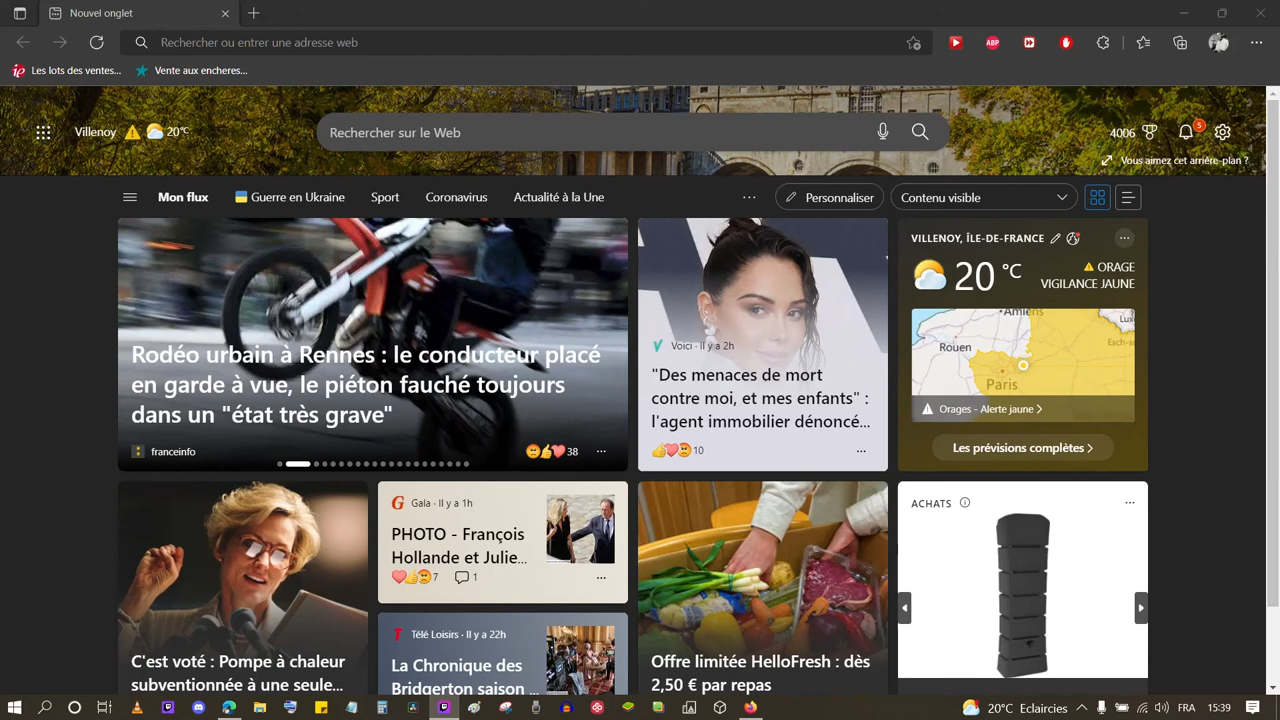 Nouvel onglet
Rechercher ou entrer une adresse web
ABP
Les lots des ventes...
Vente aux encheres...
Villenoy 20°C
Rechercher sur le Web
4006
5
Vous aimez cet arrière-plan ?
Mon flux
Guerre en Ukraine
Sport
Coronavirus
Actualité à la Une
Personnaliser
Contenu visible
Rodéo urbain à Rennes : le conducteur placé
en garde à vue, le piéton fauché toujours
dans un "état très grave"
franceinfo
38
Voici · Il y a 2h
"Des menaces de mort
contre moi, et mes enfants" :
l'agent immobilier dénoncé...
10
VILLENOY, ÎLE-DE-FRANCE
20 °C
ORAGE
VIGILANCE JAUNE
Amiens
Rouen
Lux
Esch-s
Paris
Orages - Alerte jaune
Les prévisions complètes
C'est voté : Pompe à chaleur
subventionnée à une seule...
Gala · Il y a 1h
PHOTO - François
Hollande et Julie...
7
1
Télé Loisirs · Il y a 22h
La Chronique des
Bridgerton saison ...
Offre limitée HelloFresh : dès
2,50 € par repas
ACHATS
20°C Eclaircies
FRA
15:39